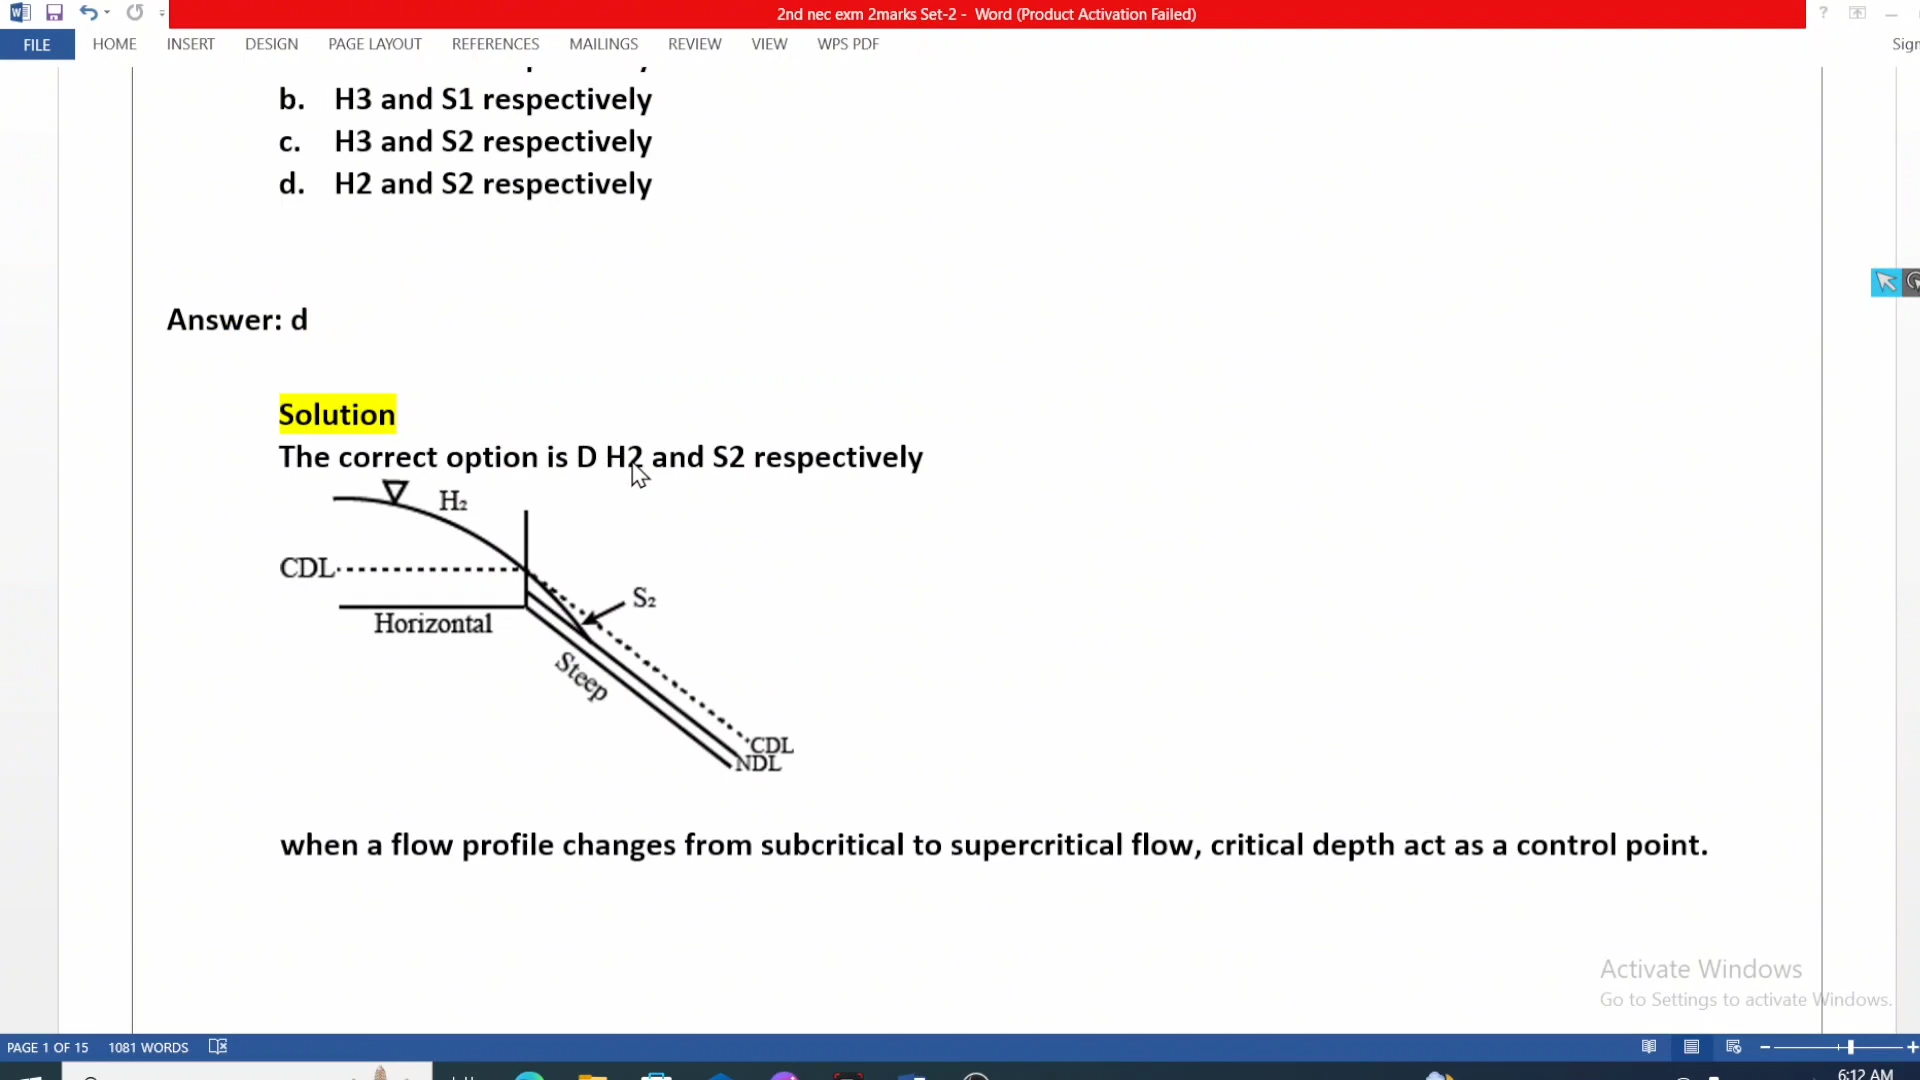 2nd nec exm 2marks Set-2 - Word (Product Activation Failed)
FILE HOME INSERT DESIGN PAGE LAYOUT REFERENCES MAILINGS REVIEW VIEW WPS PDF
b. H3 and S1 respectively
c. H3 and S2 respectively
d. H2 and S2 respectively
Answer: d
Solution
The correct option is D H2 and S2 respectively
H₂
CDL
S₂
Horizontal
Steep
CDL
NDL
when a flow profile changes from subcritical to supercritical flow, critical depth act as a control point.
Activate Windows
Go to Settings to activate Windows.
PAGE 1 OF 15 1081 WORDS
6:12 AM